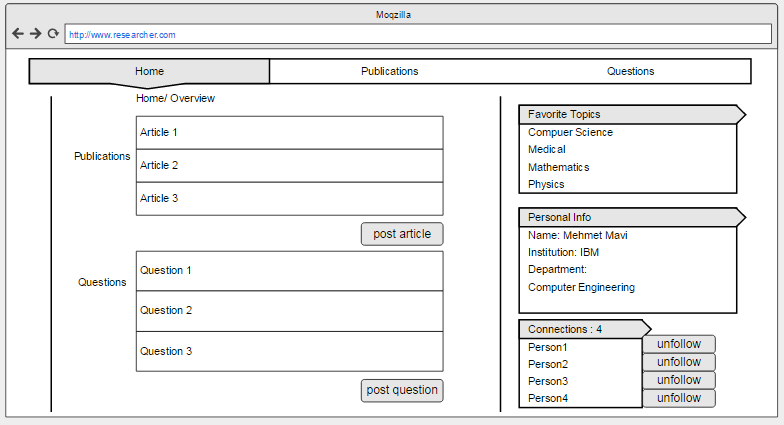 Moqzilla
http://www.researcher.com
Home
Publications
Questions
Home/ Overview
Publications
Article 1
Article 2
Article 3
post article
Questions
Question 1
Question 2
Question 3
post question
Favorite Topics
Compuer Science
Medical
Mathematics
Physics
Personal Info
Name: Mehmet Mavi
Institution: IBM
Department:
Computer Engineering
Connections : 4
Person1 unfollow
Person2 unfollow
Person3 unfollow
Person4 unfollow